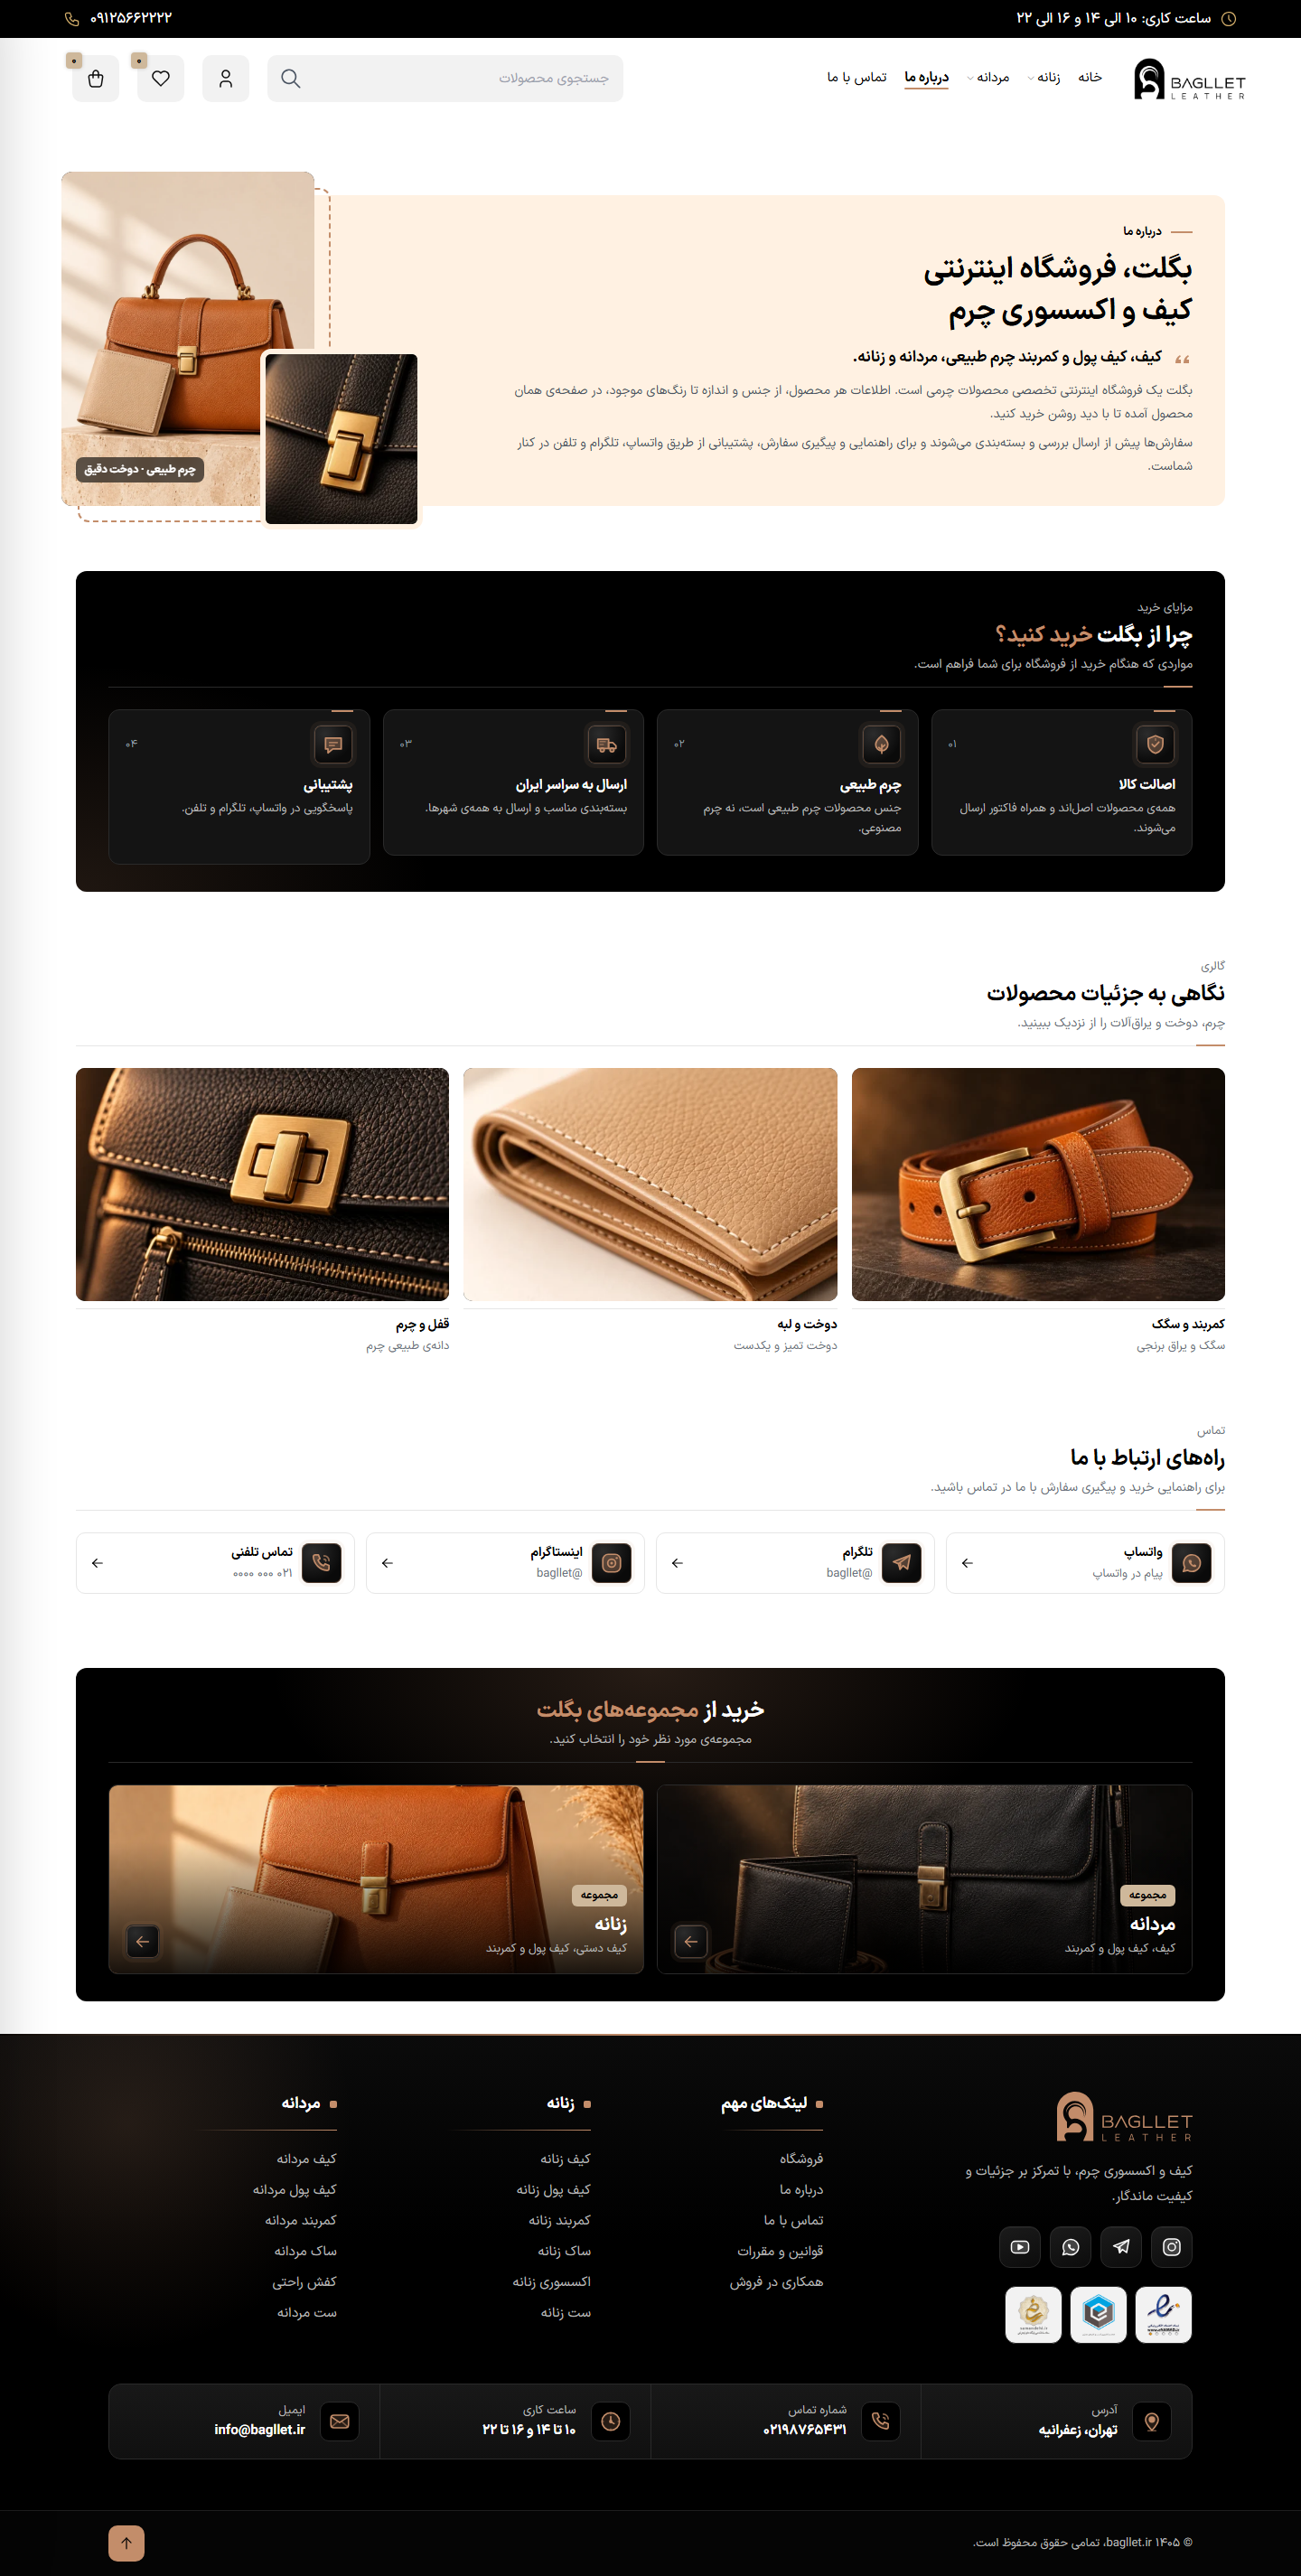 ساعت کاری: ۱۰ الی ۱۴ و ۱۶ الی ۲۲
۰۹۱۲۵۶۶۲۲۲۲
BAGLLET
LEATHER
خانه
زنانه
مردانه
درباره ما
تماس با ما
جستجوی محصولات
۰
۰
درباره ما
بگلت، فروشگاه اینترنتی
کیف و اکسسوری چرم
کیف، کیف پول و کمربند چرم طبیعی، مردانه و زنانه.
بگلت یک فروشگاه اینترنتی تخصصی محصولات چرمی است. اطلاعات هر محصول، از جنس و اندازه تا رنگ‌های موجود، در صفحه‌ی همان
محصول آمده تا با دید روشن خرید کنید.
سفارش‌ها پیش از ارسال بررسی و بسته‌بندی می‌شوند و برای راهنمایی و پیگیری سفارش، پشتیبانی از طریق واتساپ، تلگرام و تلفن در کنار
شماست.
چرم طبیعی · دوخت دقیق
مزایای خرید
چرا از بگلت خرید کنید؟
مواردی که هنگام خرید از فروشگاه برای شما فراهم است.
۰۱
اصالت کالا
همه‌ی محصولات اصل‌اند و همراه فاکتور ارسال
می‌شوند.
۰۲
چرم طبیعی
جنس محصولات چرم طبیعی است، نه چرم
مصنوعی.
۰۳
ارسال به سراسر ایران
بسته‌بندی مناسب و ارسال به همه‌ی شهرها.
۰۴
پشتیبانی
پاسخگویی در واتساپ، تلگرام و تلفن.
گالری
نگاهی به جزئیات محصولات
چرم، دوخت و یراق‌آلات را از نزدیک ببینید.
کمربند و سگک
سگک و یراق برنجی
دوخت و لبه
دوخت تمیز و یکدست
قفل و چرم
دانه‌ی طبیعی چرم
تماس
راه‌های ارتباط با ما
برای راهنمایی خرید و پیگیری سفارش با ما در تماس باشید.
واتساپ
پیام در واتساپ
تلگرام
@bagllet
اینستاگرام
@bagllet
تماس تلفنی
۰۲۱ ۰۰۰ ۰۰۰۰
خرید از مجموعه‌های بگلت
مجموعه‌ی مورد نظر خود را انتخاب کنید.
مجموعه
مردانه
کیف، کیف پول و کمربند
مجموعه
زنانه
کیف دستی، کیف پول و کمربند
BAGLLET
LEATHER
کیف و اکسسوری چرم، با تمرکز بر جزئیات و
کیفیت ماندگار.
لینک‌های مهم
فروشگاه
درباره ما
تماس با ما
قوانین و مقررات
همکاری در فروش
زنانه
کیف زنانه
کیف پول زنانه
کمربند زنانه
ساک زنانه
اکسسوری زنانه
ست زنانه
مردانه
کیف مردانه
کیف پول مردانه
کمربند مردانه
ساک مردانه
کفش راحتی
ست مردانه
آدرس
تهران، زعفرانیه
شماره تماس
۰۲۱۹۸۷۶۵۴۳۱
ساعت کاری
۱۰ تا ۱۴ و ۱۶ تا ۲۲
ایمیل
info@bagllet.ir
© ۱۴۰۵ bagllet.ir، تمامی حقوق محفوظ است.